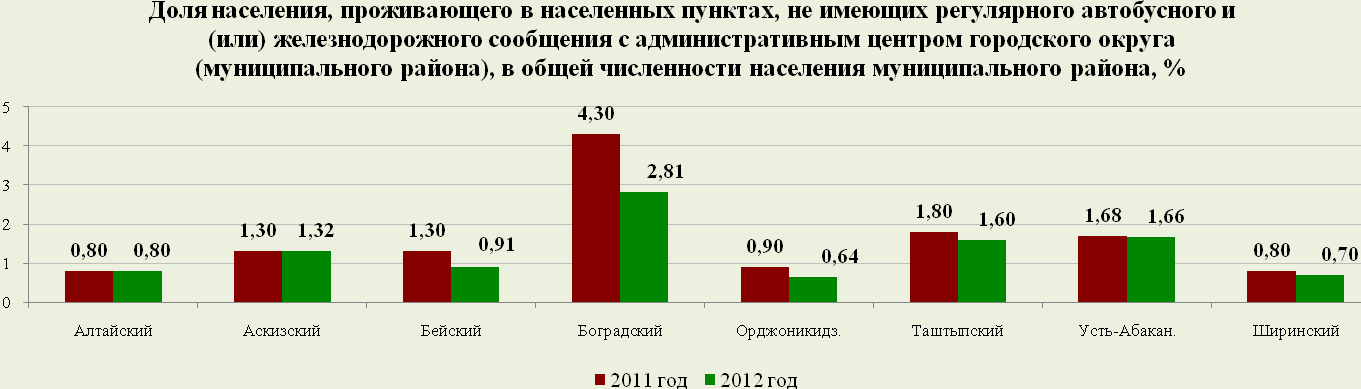 Доля населения, проживающего в населенных пунктах, не имеющих регулярного автобусного и
(или) железнодорожного сообщения с административным центром городского округа
(муниципального района), в общей численности населения муниципального района, %
5
4
3
2
1
0
0,80 0,80
1,30 1,32
1,30 0,91
4,30 2,81
0,90 0,64
1,80 1,60
1,68 1,66
0,80 0,70
Алтайский Аскизский Бейский Боградский Орджоникидз. Таштыпский Усть-Абакан. Ширинский
2011 год 2012 год